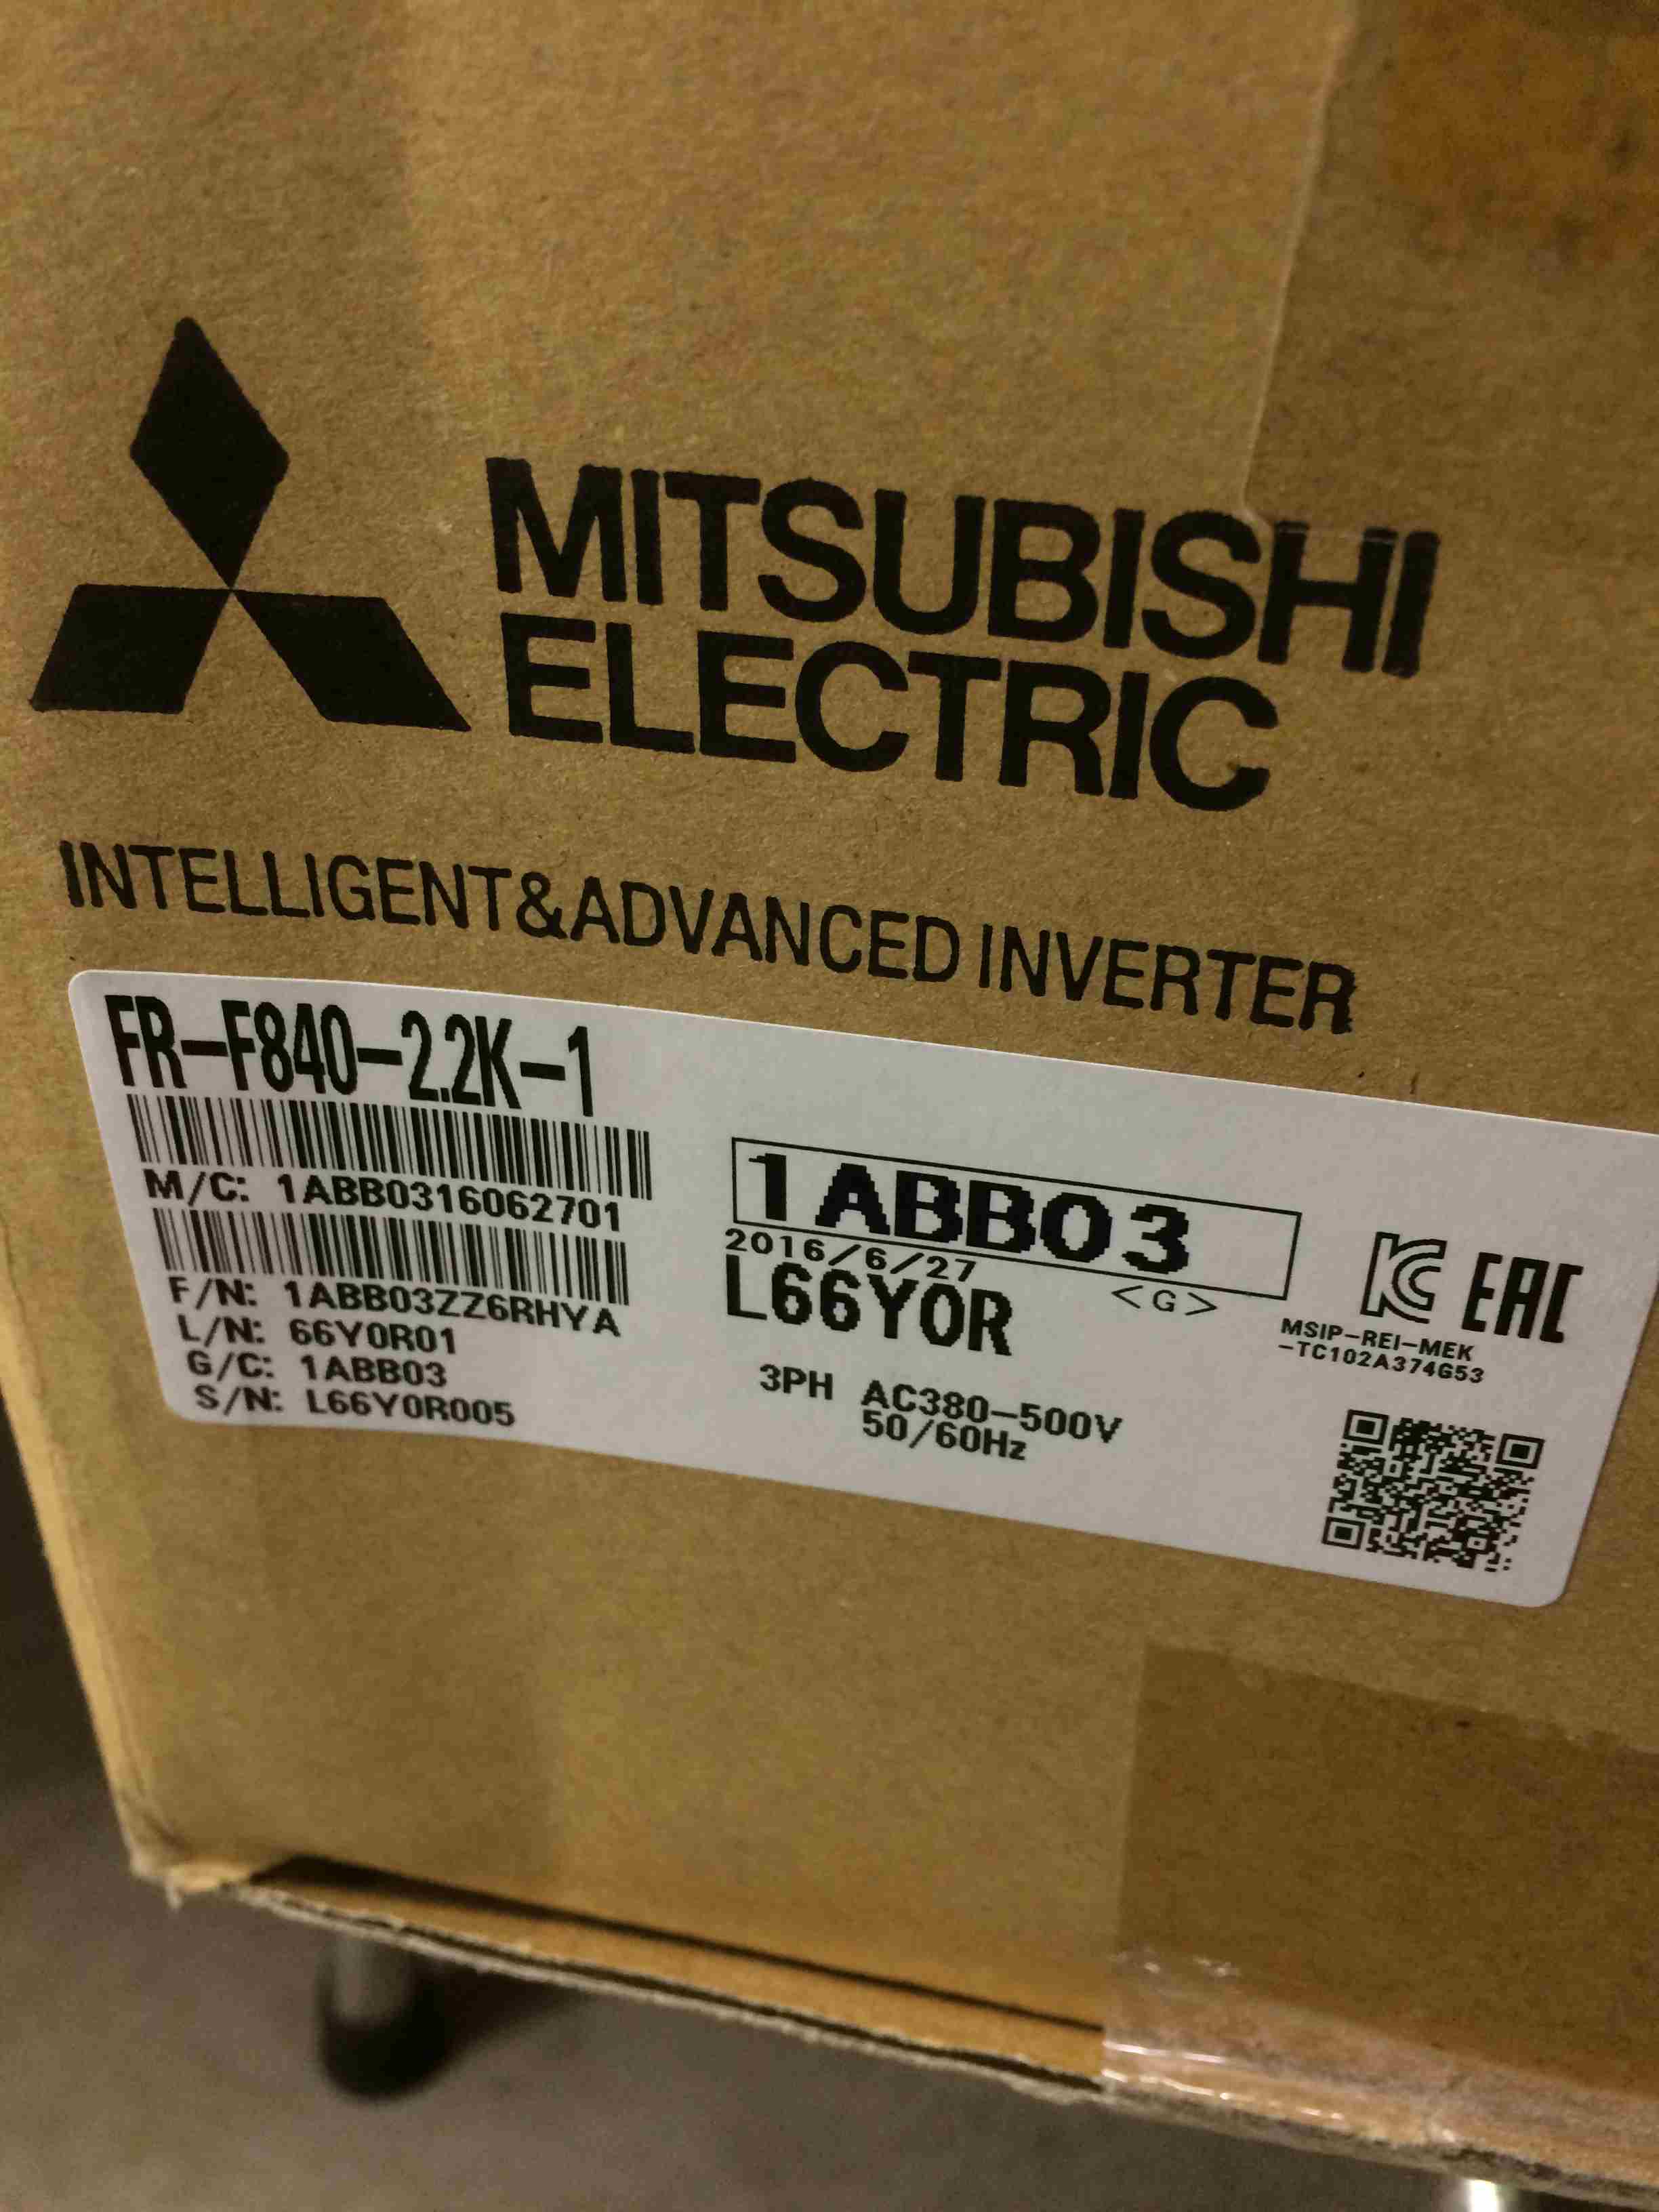 MITSUBISHI
ELECTRIC
INTELLIGENT&ADVANCED INVERTER
FR-F840-2.2K-1
M/C: 1ABB0316062701
F/N: 1ABB03ZZ6RHYA
L/N: 66Y0R01
G/C: 1ABB03
S/N: L66Y0R005
1ABB03
2016/6/27
<G>
L66Y0R
3PH AC380-500V
50/60Hz
EAC
MSIP-REI-MEK
-TC102A374G53